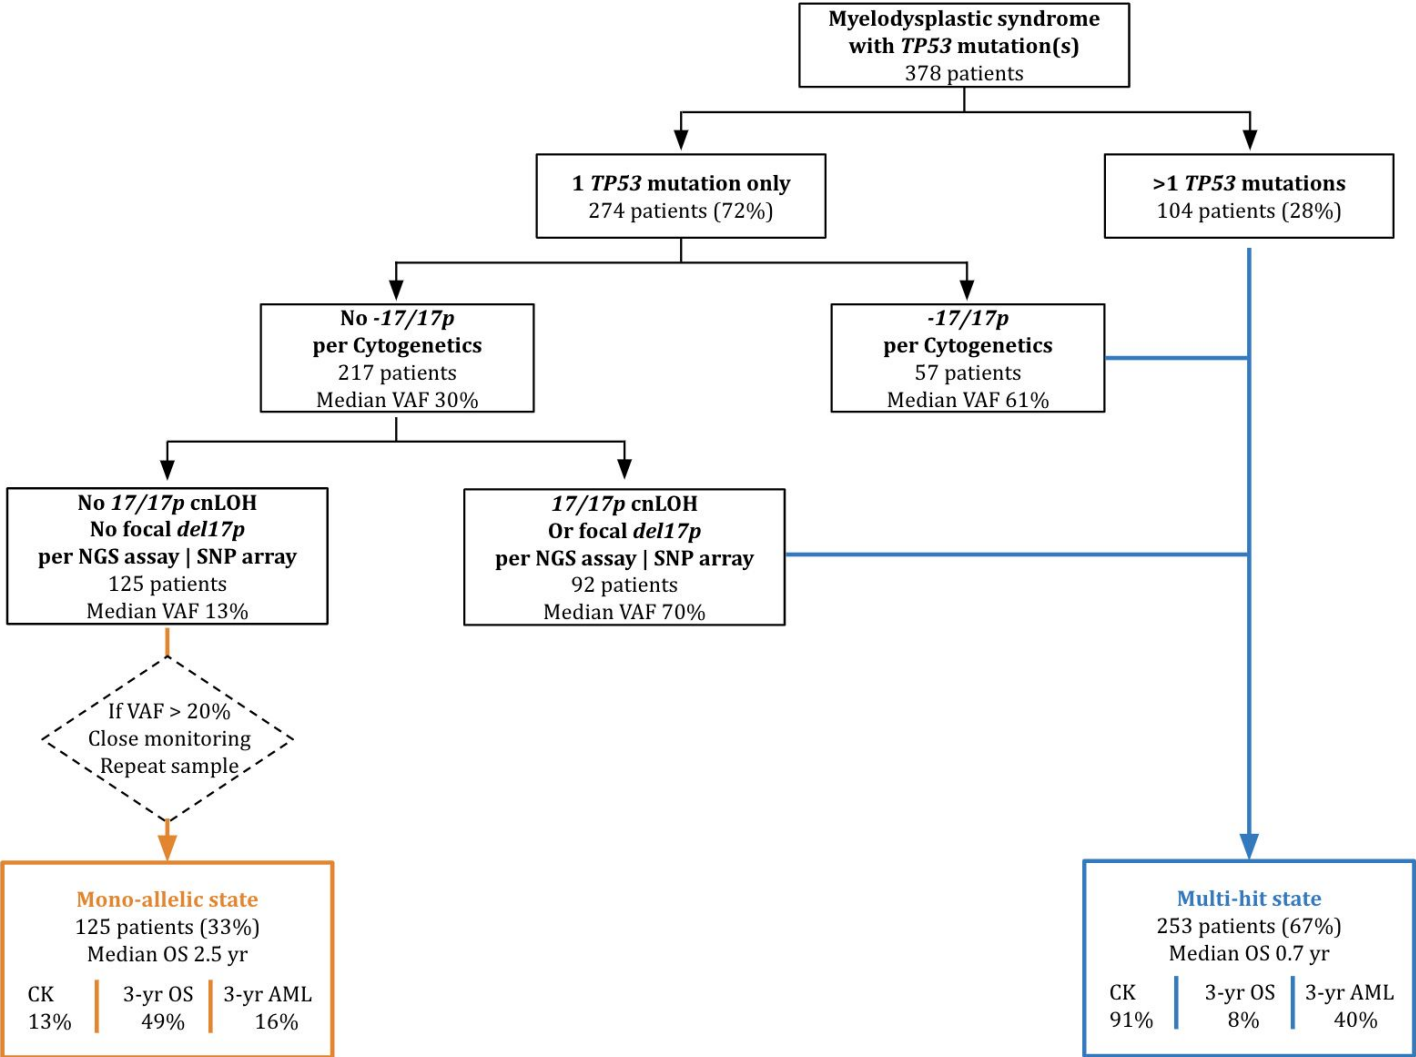 Myelodysplastic syndrome
with TP53 mutation(s)
378 patients
1 TP53 mutation only
274 patients (72%)
>1 TP53 mutations
104 patients (28%)
No -17/17p
per Cytogenetics
217 patients
Median VAF 30%
-17/17p
per Cytogenetics
57 patients
Median VAF 61%
No 17/17p cnLOH
No focal del17p
per NGS assay | SNP array
125 patients
Median VAF 13%
17/17p cnLOH
Or focal del17p
per NGS assay | SNP array
92 patients
Median VAF 70%
If VAF > 20%
Close monitoring
Repeat sample
Mono-allelic state
125 patients (33%)
Median OS 2.5 yr
CK 3-yr OS 3-yr AML
13% 49% 16%
Multi-hit state
253 patients (67%)
Median OS 0.7 yr
CK 3-yr OS 3-yr AML
91% 8% 40%